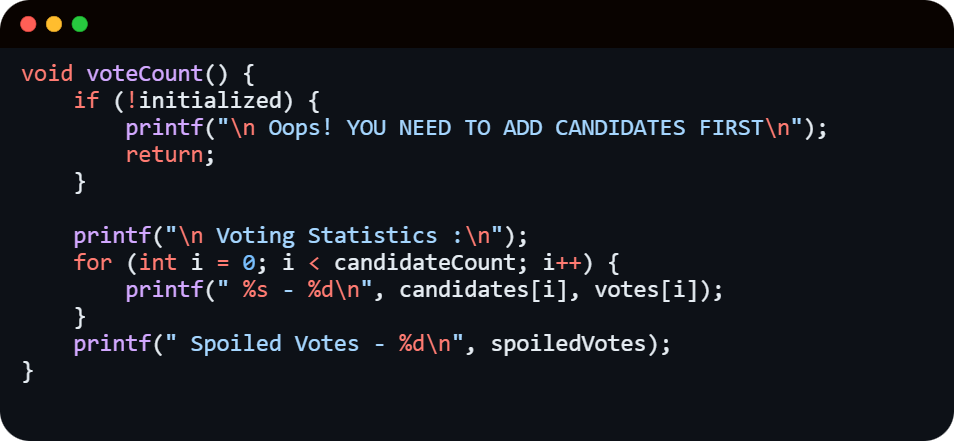 void voteCount() {
    if (!initialized) {
        printf("\n Oops! YOU NEED TO ADD CANDIDATES FIRST\n");
        return;
    }

    printf("\n Voting Statistics :\n");
    for (int i = 0; i < candidateCount; i++) {
        printf(" %s - %d\n", candidates[i], votes[i]);
    }
    printf(" Spoiled Votes - %d\n", spoiledVotes);
}